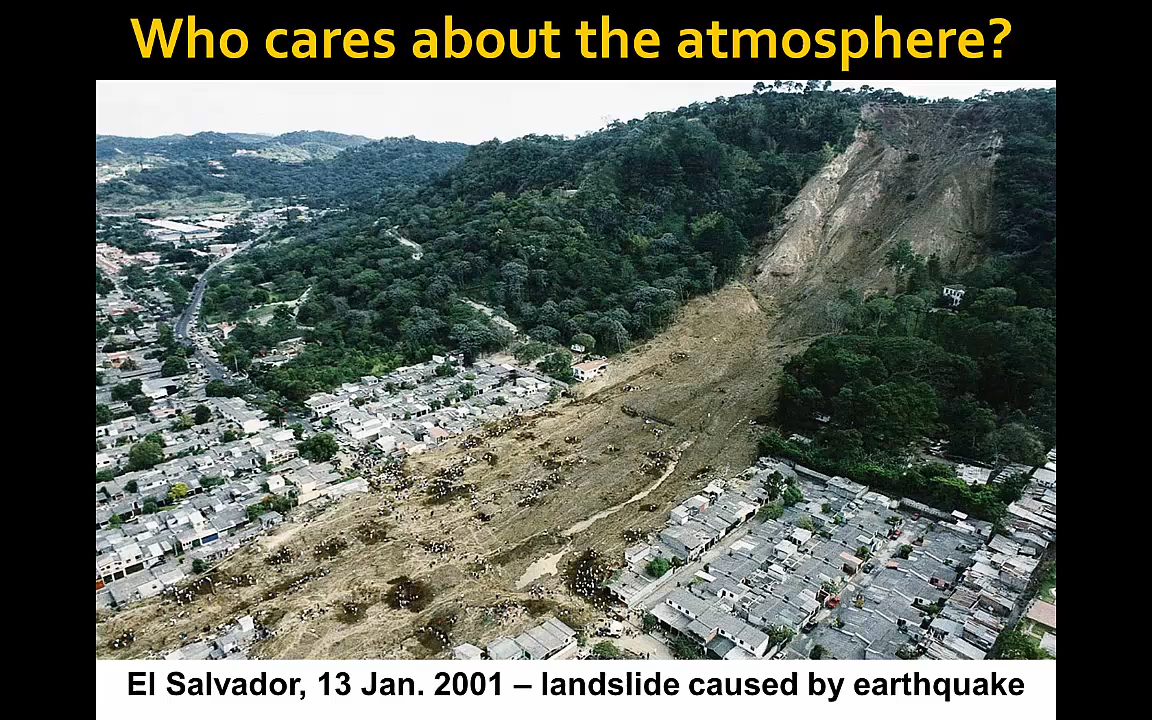 Who cares about the atmosphere?
El Salvador, 13 Jan. 2001 – landslide caused by earthquake